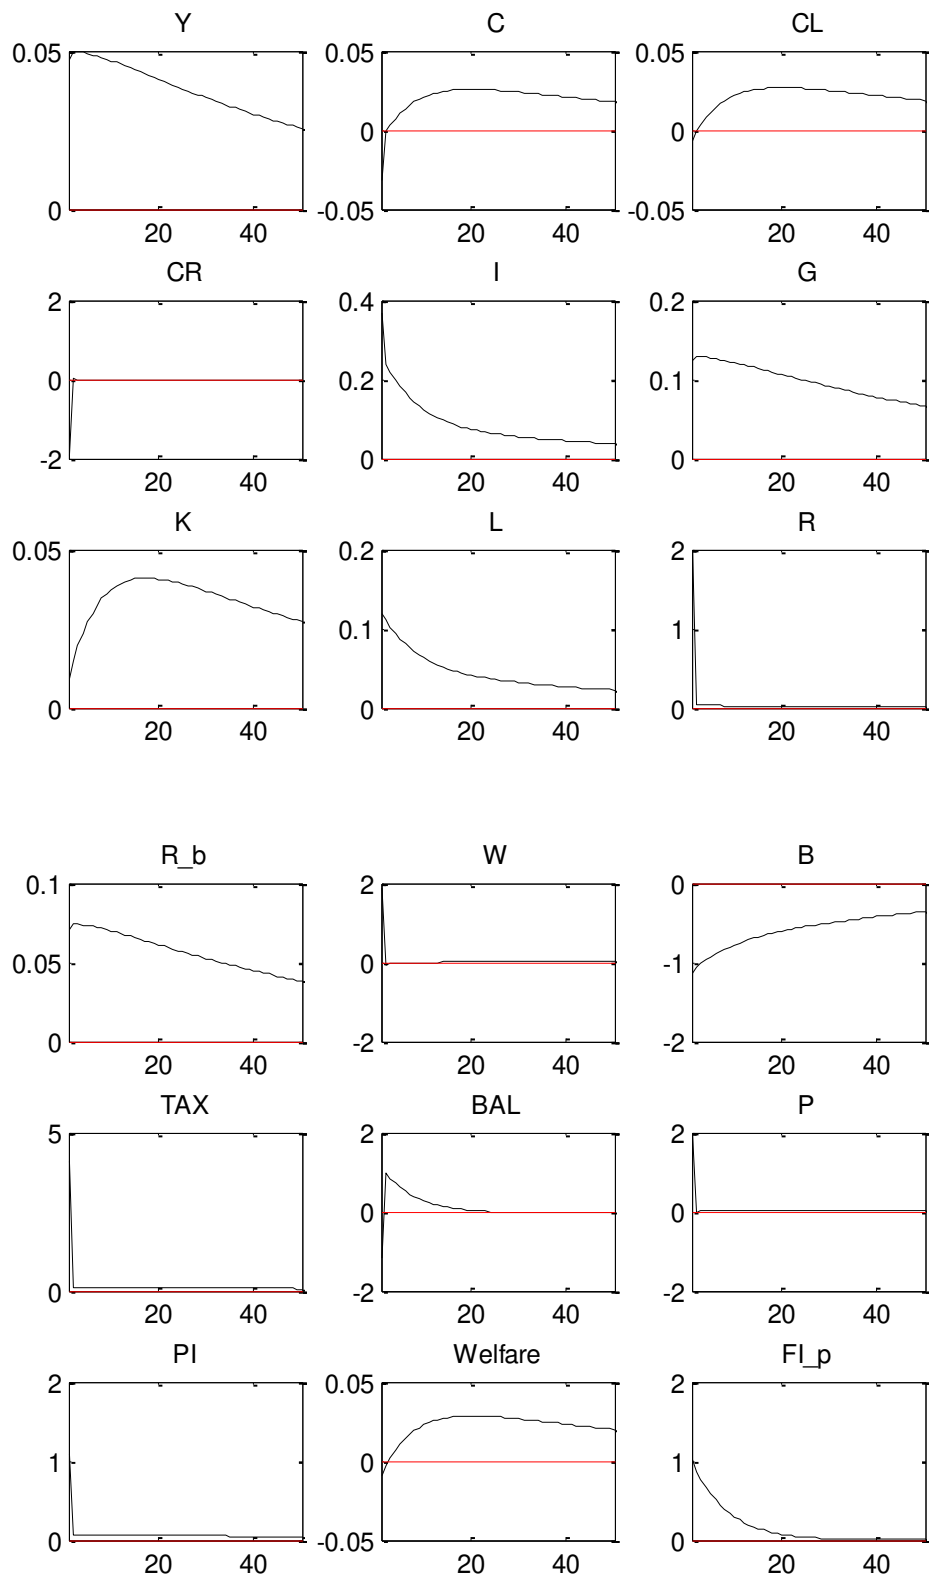 Y C CL
0.05 0.05 0.05
0 0
0 -0.05 -0.05
20 40 20 40 20 40
CR I G
2 0.4 0.2
0 0.2 0.1
-2 0 0
20 40 20 40 20 40
K L R
0.05 0.2 2
0.1 1
0 0 0
20 40 20 40 20 40
R_b W B
0.1 2 0
0.05 0 -1
0 -2 -2
20 40 20 40 20 40
TAX BAL P
5 2 2
0 0
0 -2 -2
20 40 20 40 20 40
PI Welfare FI_p
2 0.05 2
1 0 1
0 -0.05 0
20 40 20 40 20 40